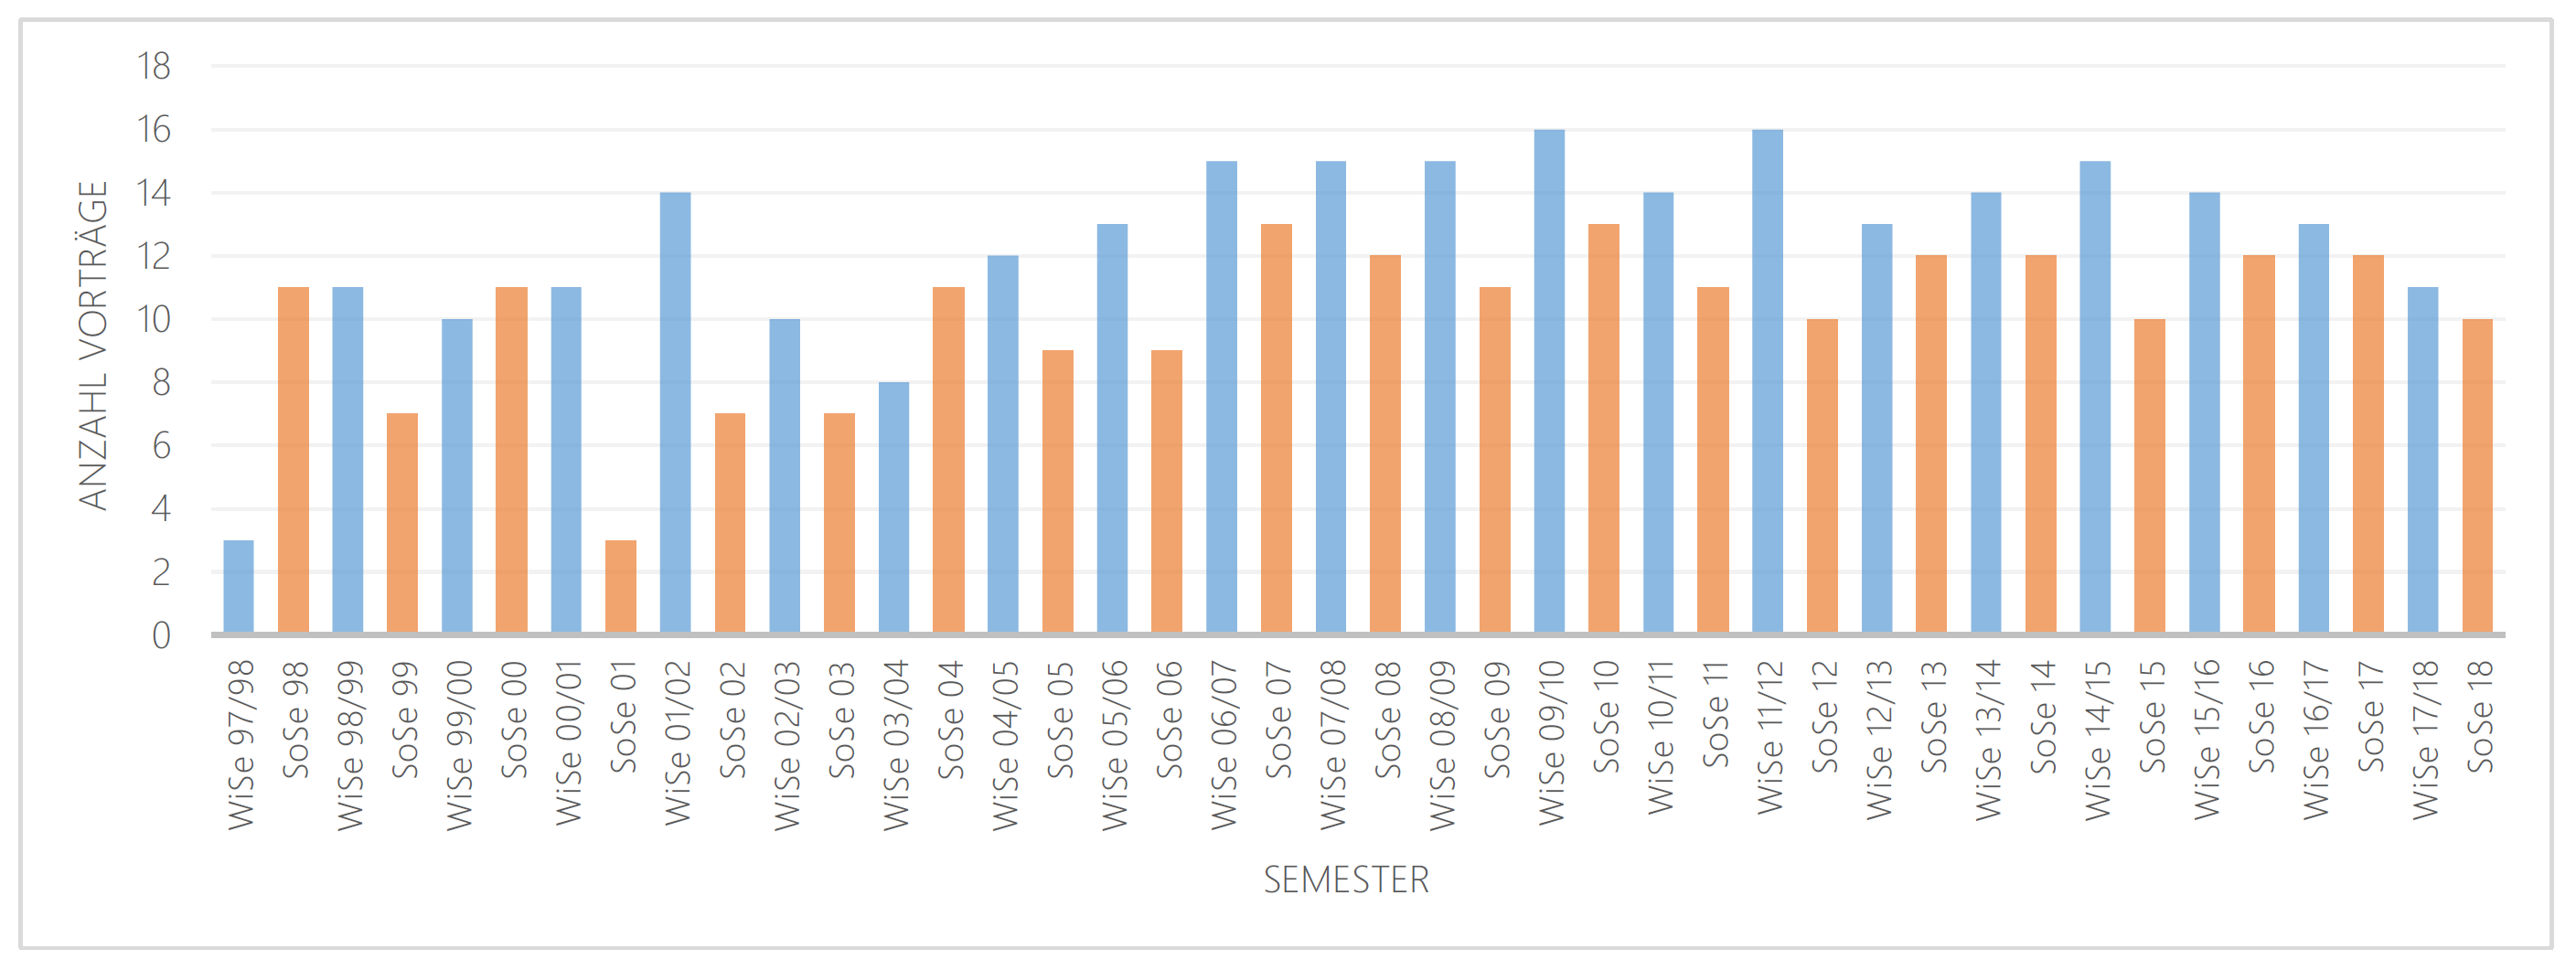 18
16
14
12
10
8
6
4
2
0
ANZAHL VORTRÄGE
WiSe 97/98
SoSe 98
WiSe 98/99
SoSe 99
WiSe 99/00
SoSe 00
WiSe 00/01
SoSe 01
WiSe 01/02
SoSe 02
WiSe 02/03
SoSe 03
WiSe 03/04
SoSe 04
WiSe 04/05
SoSe 05
WiSe 05/06
SoSe 06
WiSe 06/07
SoSe 07
WiSe 07/08
SoSe 08
WiSe 08/09
SoSe 09
WiSe 09/10
SoSe 10
WiSe 10/11
SoSe 11
WiSe 11/12
SoSe 12
WiSe 12/13
SoSe 13
WiSe 13/14
SoSe 14
WiSe 14/15
SoSe 15
WiSe 15/16
SoSe 16
WiSe 16/17
SoSe 17
WiSe 17/18
SoSe 18
SEMESTER